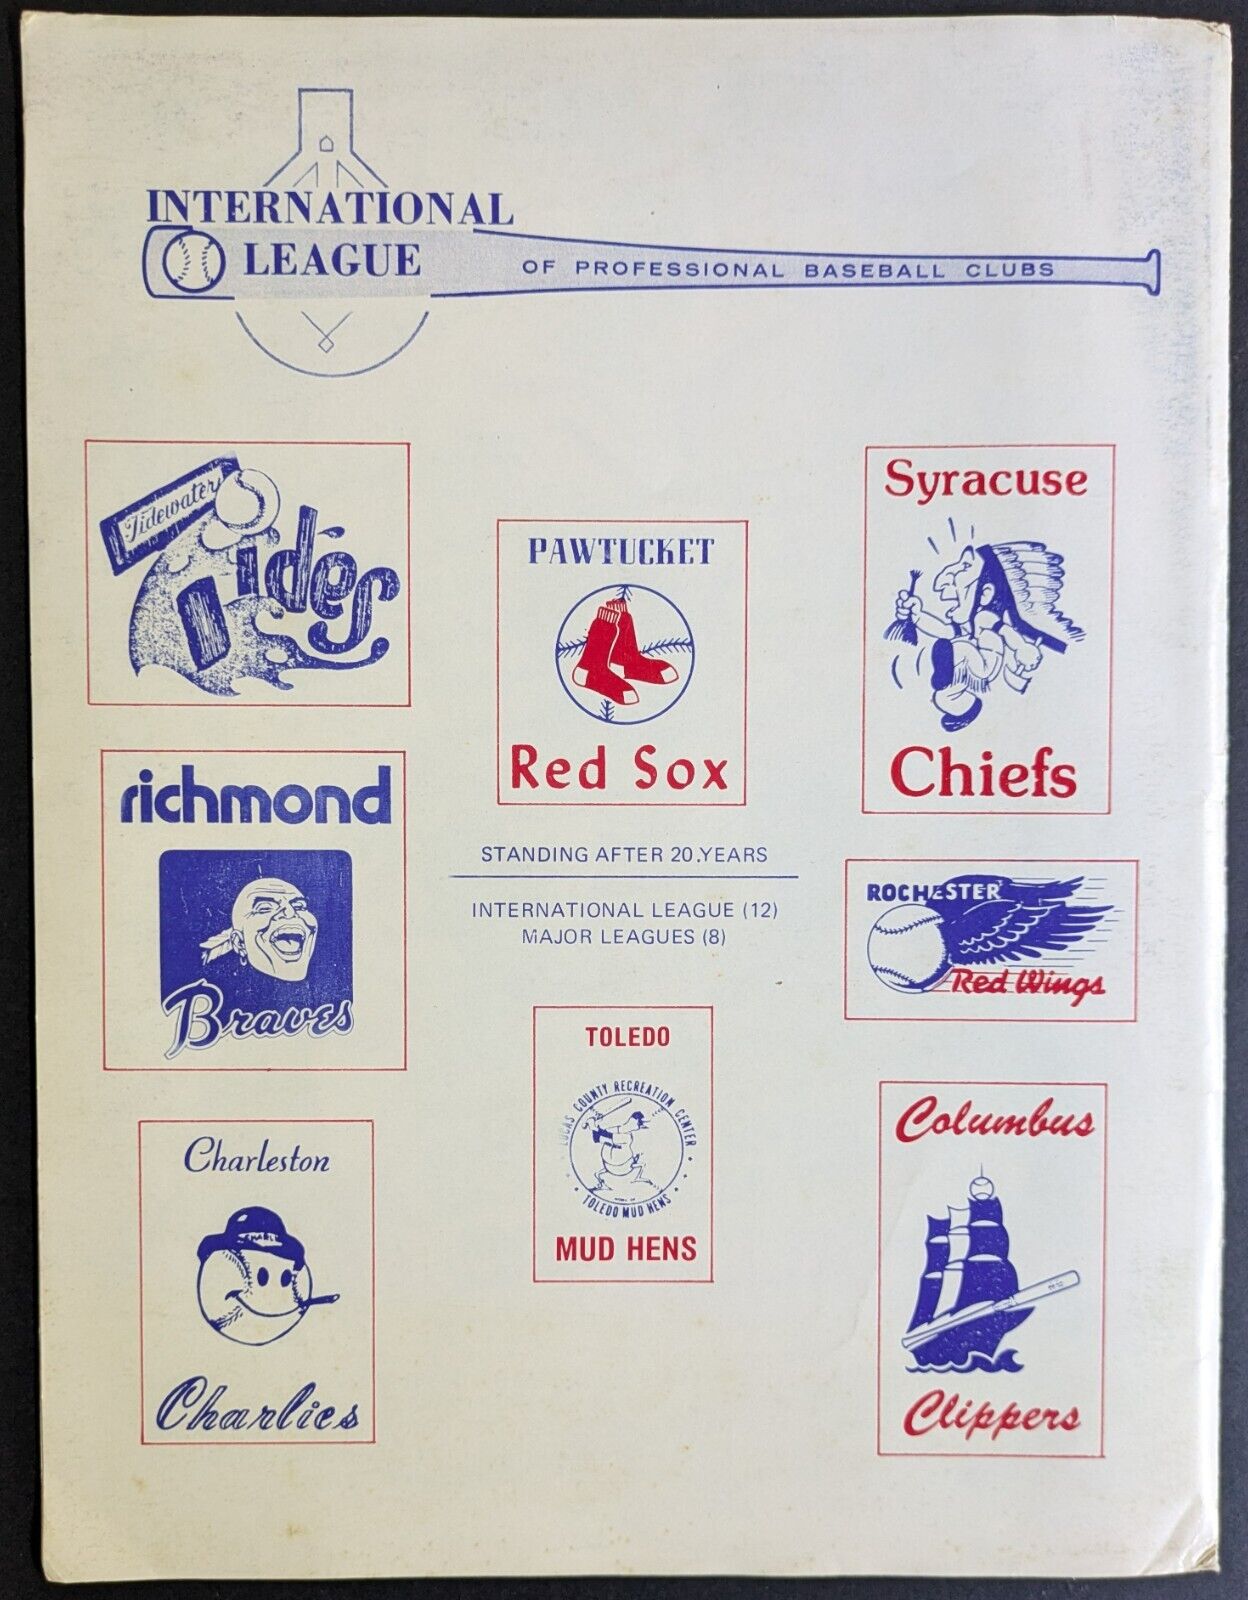 INTERNATIONAL
LEAGUE
OF PROFESSIONAL BASEBALL CLUBS
Tidewater
Tides
PAWTUCKET
Red Sox
Syracuse
Chiefs
richmond
Braves
STANDING AFTER 20.YEARS
INTERNATIONAL LEAGUE (12)
MAJOR LEAGUES (8)
ROCHESTER
Red Wings
TOLEDO
LUCAS COUNTY RECREATION CENTER
TOLEDO MUD HENS
MUD HENS
Charleston
Charlies
Columbus
Clippers